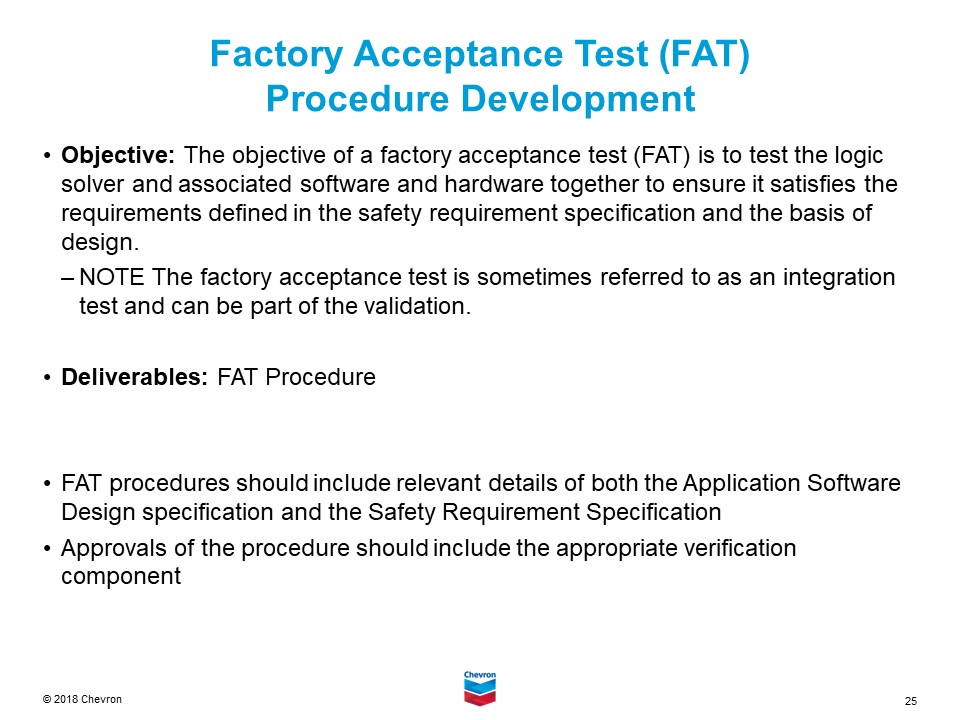 Factory Acceptance Test (FAT)
Procedure Development
• Objective: The objective of a factory acceptance test (FAT) is to test the logic
solver and associated software and hardware together to ensure it satisfies the
requirements defined in the safety requirement specification and the basis of
design.
– NOTE The factory acceptance test is sometimes referred to as an integration
test and can be part of the validation.
• Deliverables: FAT Procedure
• FAT procedures should include relevant details of both the Application Software
Design specification and the Safety Requirement Specification
• Approvals of the procedure should include the appropriate verification
component
© 2018 Chevron
Chevron
25